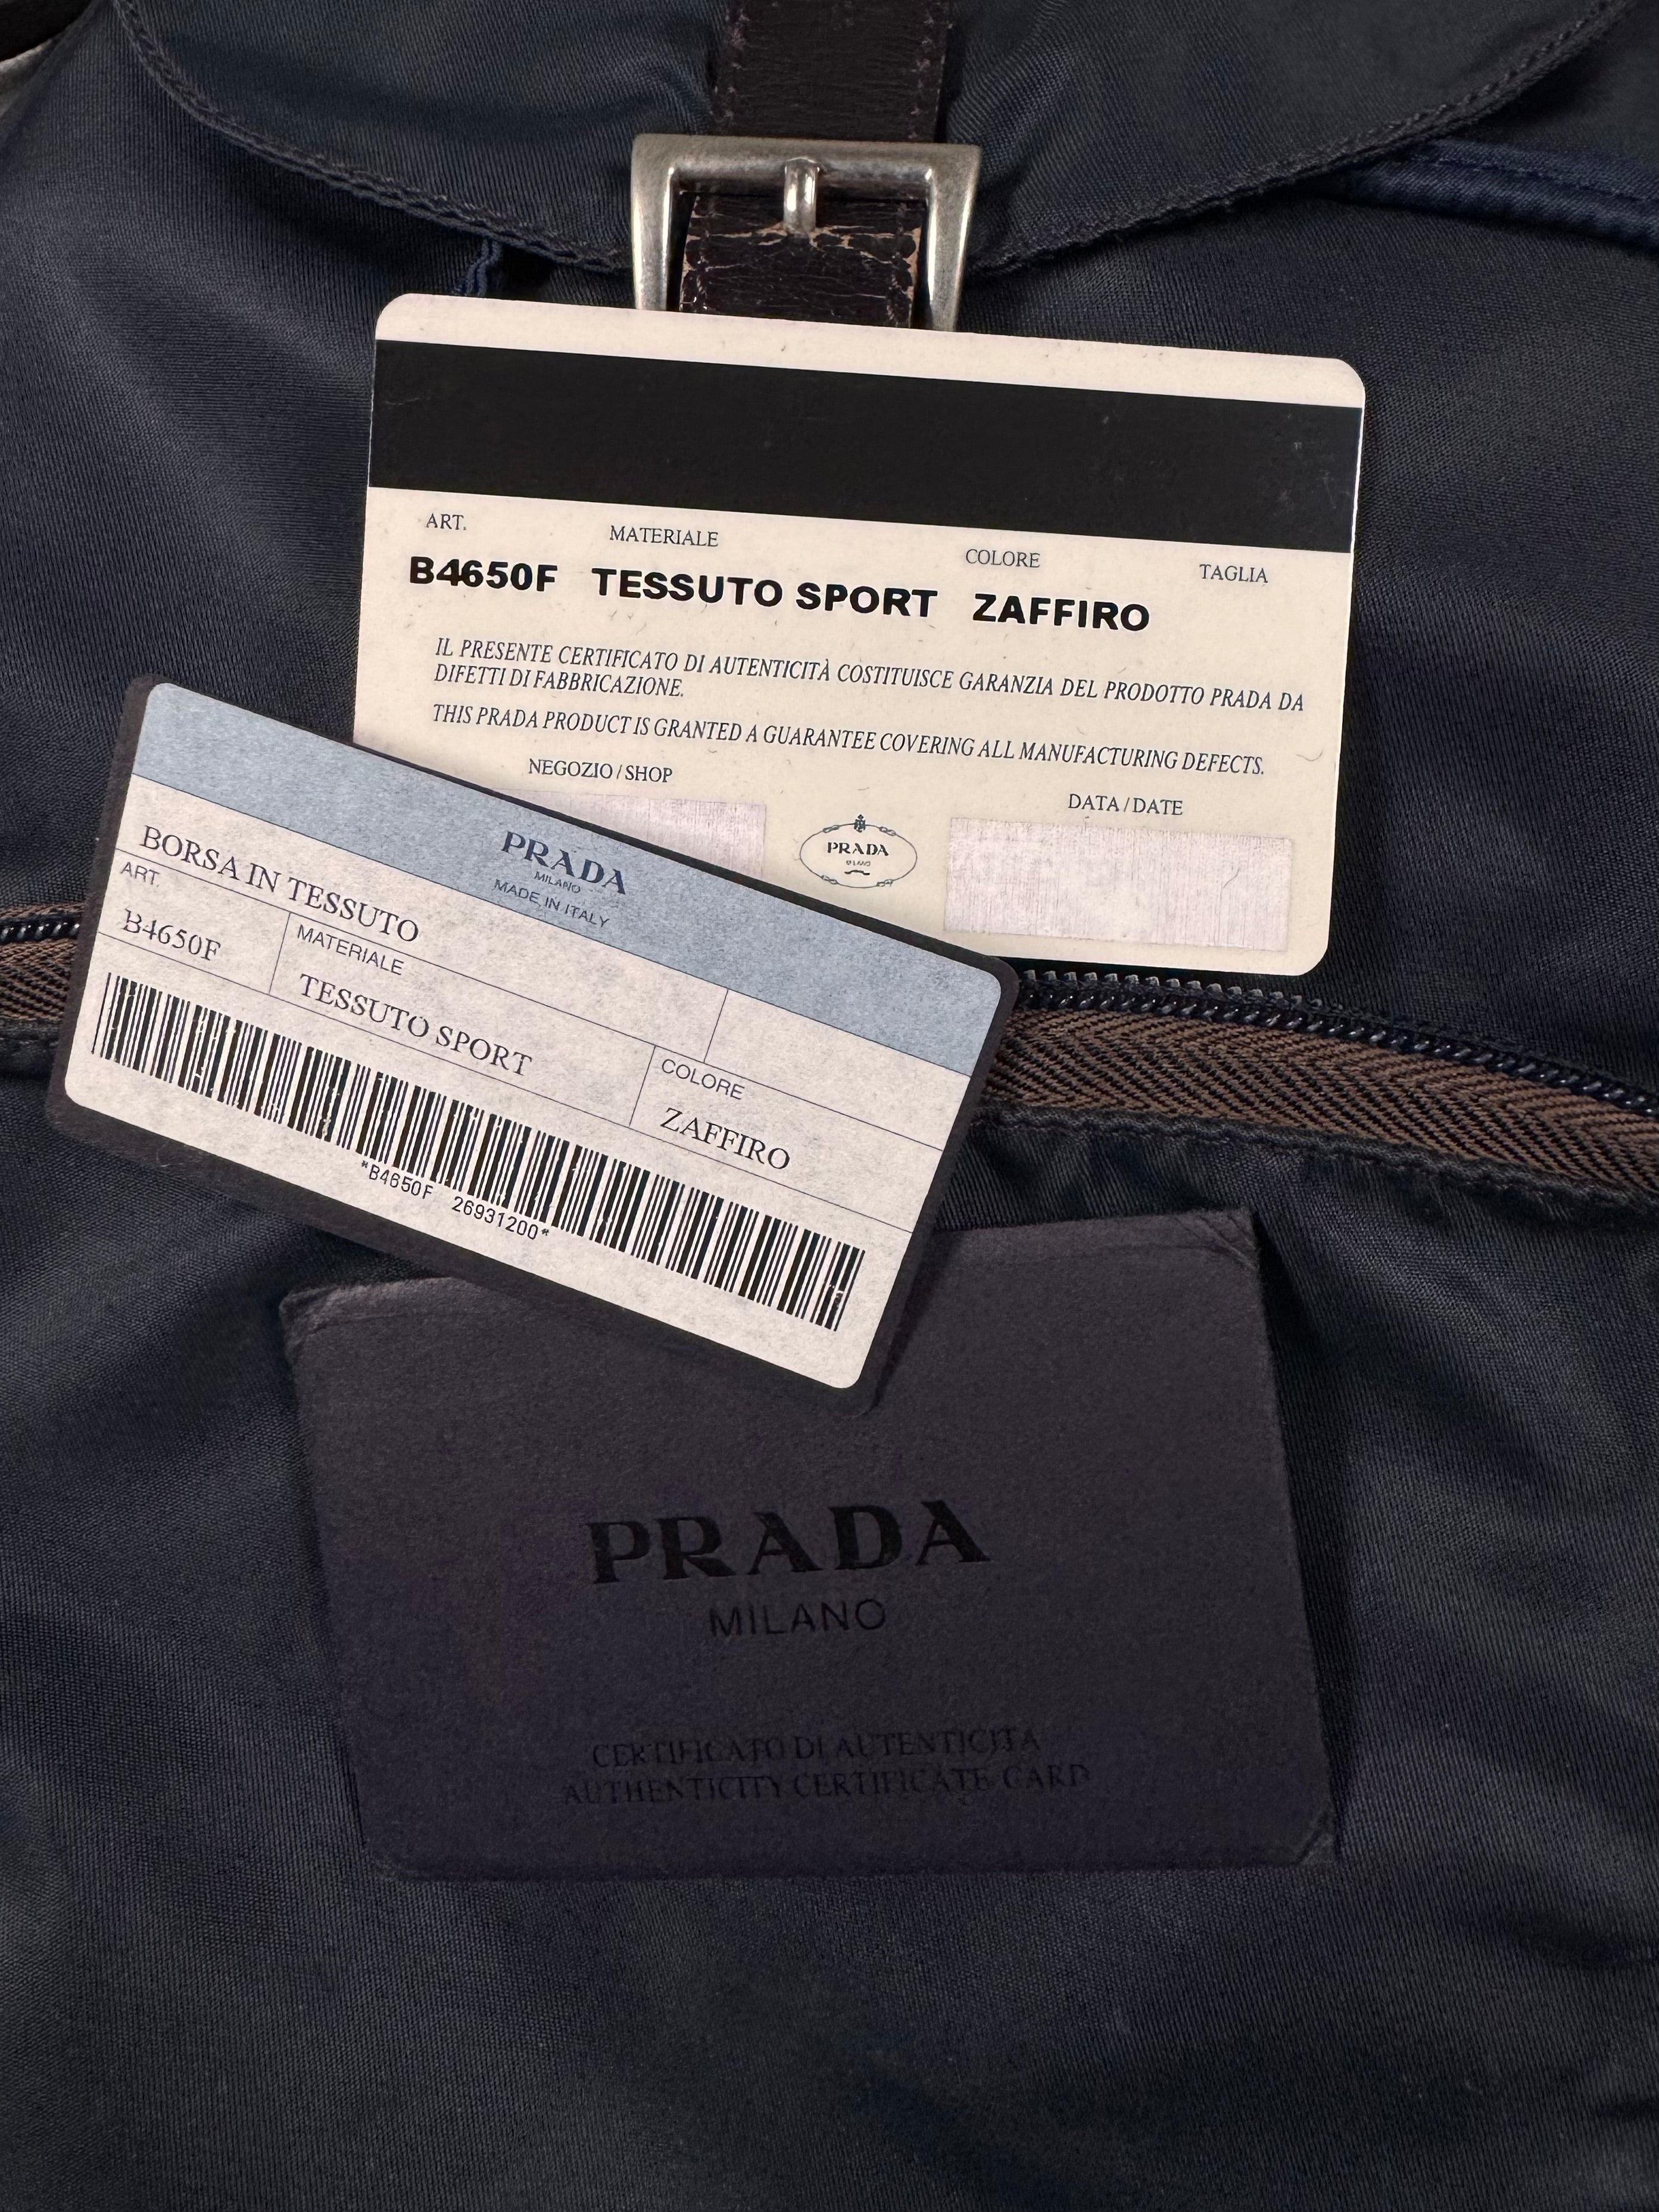 ART. MATERIALE COLORE TAGLIA
B4650F TESSUTO SPORT ZAFFIRO
IL PRESENTE CERTIFICATO DI AUTENTICITÀ COSTITUISCE GARANZIA DEL PRODOTTO PRADA DA
DIFETTI DI FABBRICAZIONE.
THIS PRADA PRODUCT IS GRANTED A GUARANTEE COVERING ALL MANUFACTURING DEFECTS.
NEGOZIO / SHOP
DATA / DATE
PRADA
MILANO
PRADA
MILANO
MADE IN ITALY
BORSA IN TESSUTO
ART. MATERIALE COLORE
B4650F TESSUTO SPORT ZAFFIRO
*B4650F 26931200*
PRADA
MILANO
CERTIFICATO DI AUTENTICITA
AUTHENTICITY CERTIFICATE CARD